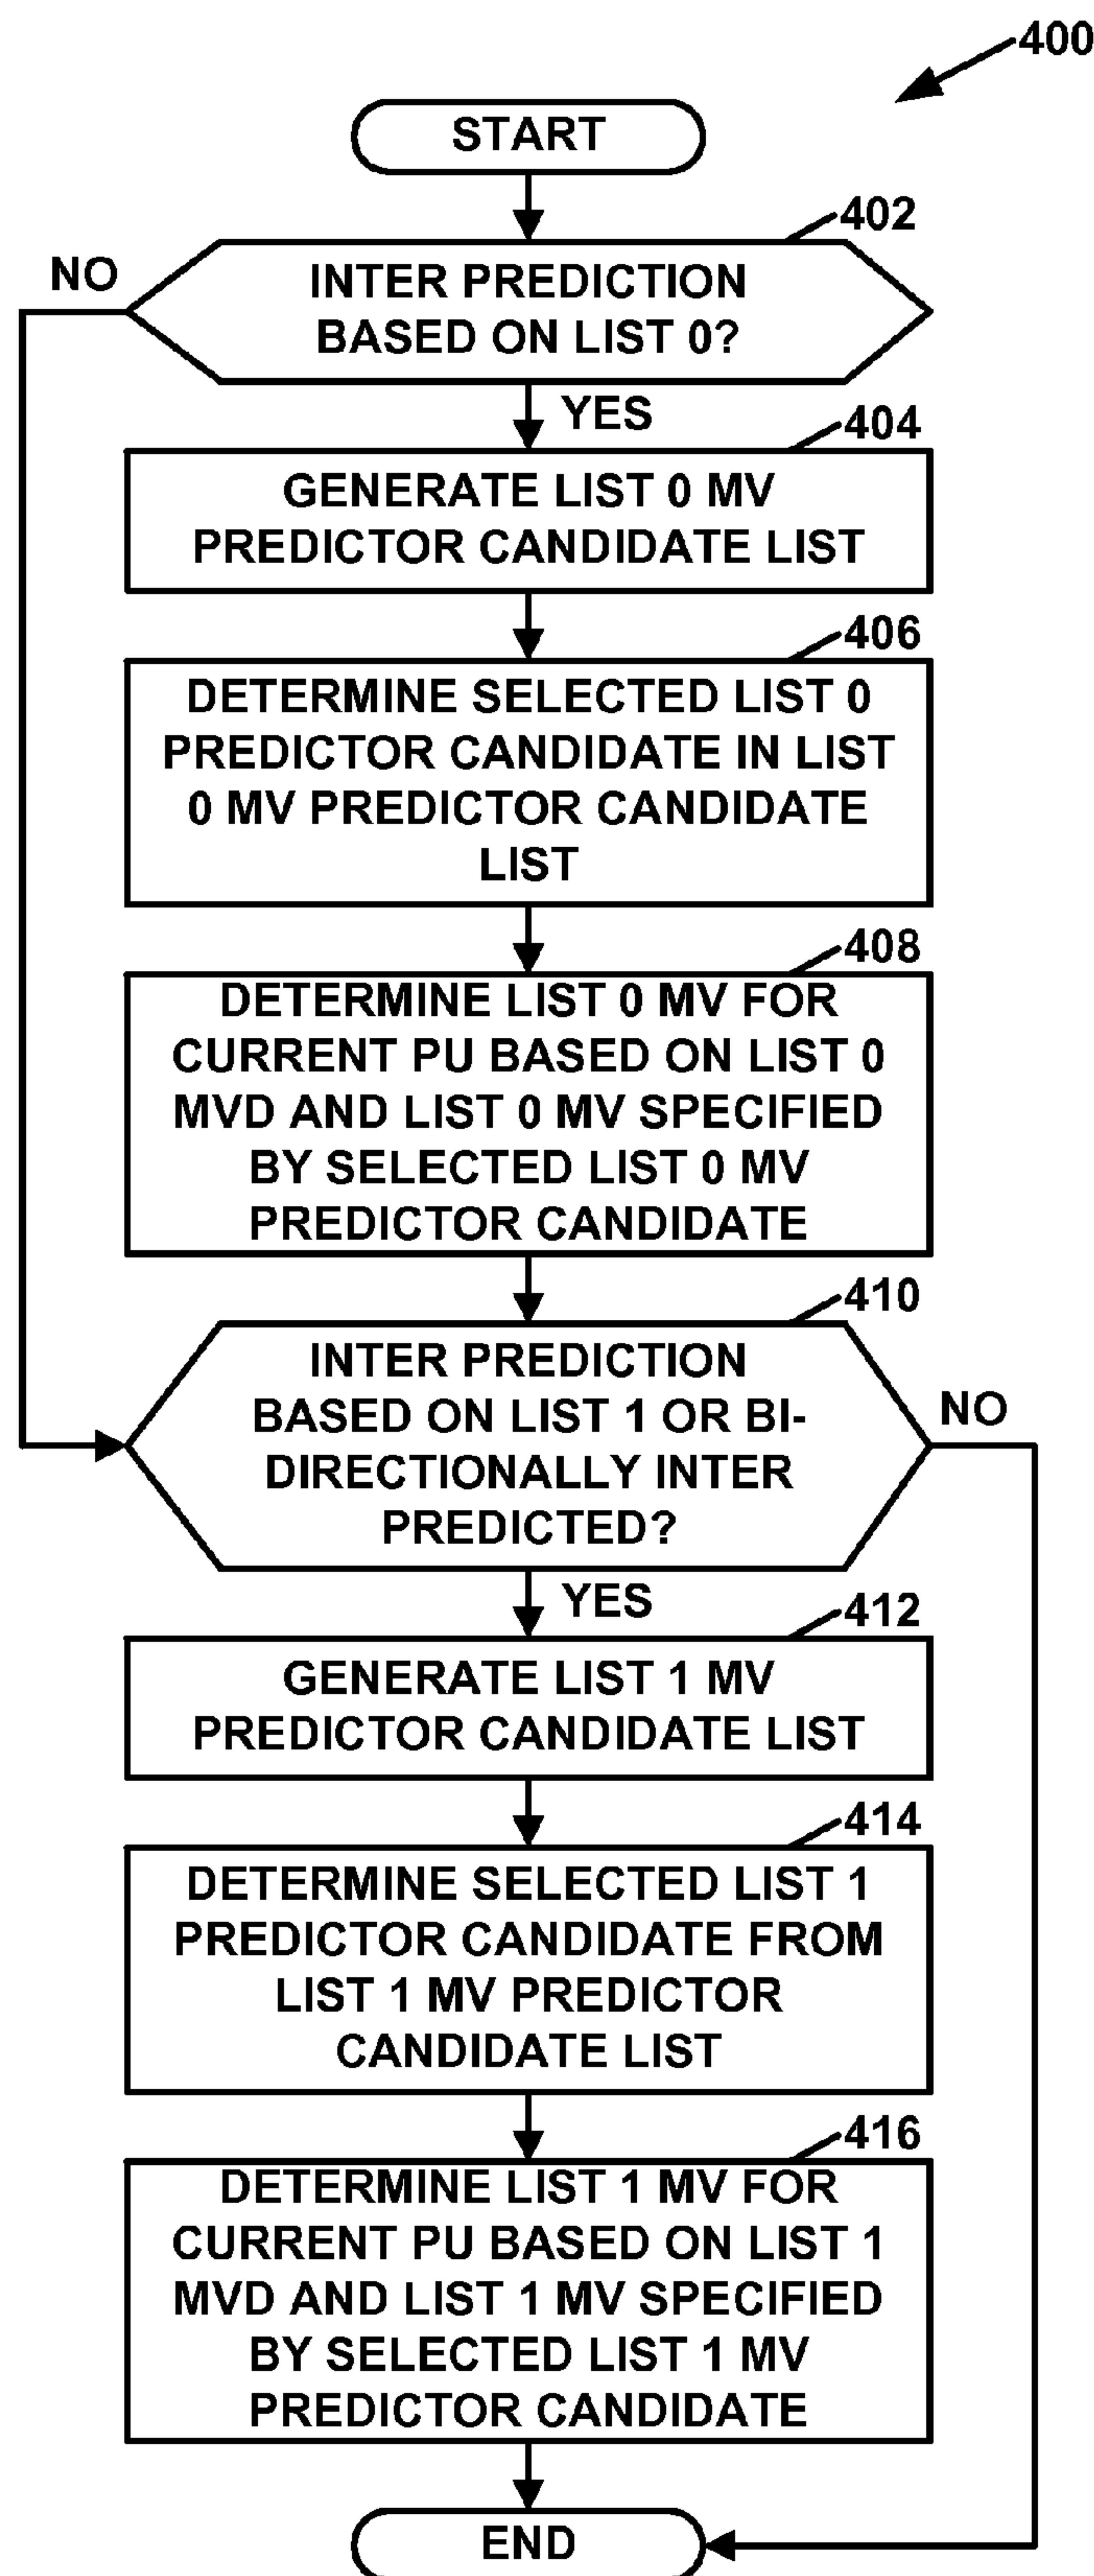 400
START
402
NO
INTER PREDICTION
BASED ON LIST 0?
YES
404
GENERATE LIST 0 MV
PREDICTOR CANDIDATE LIST
406
DETERMINE SELECTED LIST 0
PREDICTOR CANDIDATE IN LIST
0 MV PREDICTOR CANDIDATE
LIST
408
DETERMINE LIST 0 MV FOR
CURRENT PU BASED ON LIST 0
MVD AND LIST 0 MV SPECIFIED
BY SELECTED LIST 0 MV
PREDICTOR CANDIDATE
410
INTER PREDICTION
BASED ON LIST 1 OR BI-
DIRECTIONALLY INTER
PREDICTED?
NO
YES
412
GENERATE LIST 1 MV
PREDICTOR CANDIDATE LIST
414
DETERMINE SELECTED LIST 1
PREDICTOR CANDIDATE FROM
LIST 1 MV PREDICTOR
CANDIDATE LIST
416
DETERMINE LIST 1 MV FOR
CURRENT PU BASED ON LIST 1
MVD AND LIST 1 MV SPECIFIED
BY SELECTED LIST 1 MV
PREDICTOR CANDIDATE
END